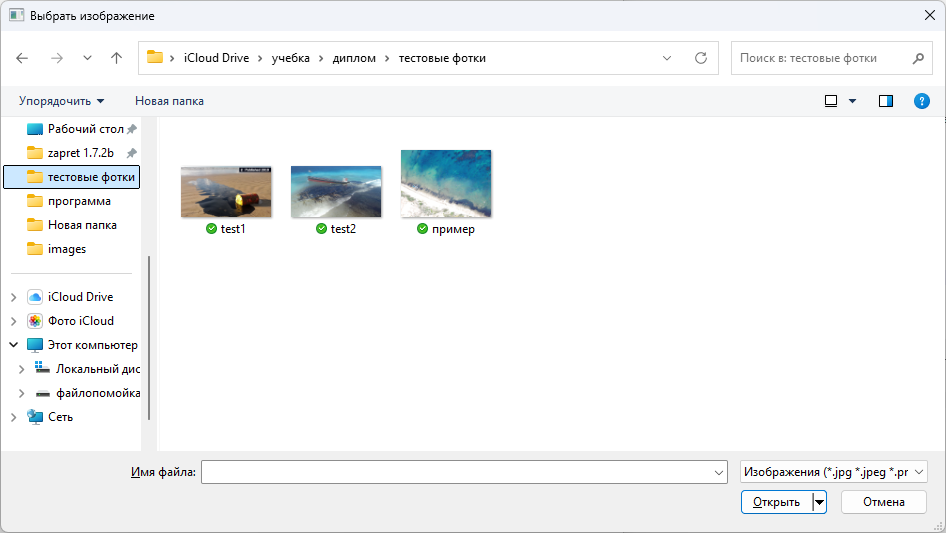 Выбрать изображение
iCloud Drive учебка диплом тестовые фотки
Поиск в: тестовые фотки
Упорядочить Новая папка
?
Рабочий стол
zapret 1.7.2b
тестовые фотки
программа
Новая папка
images
iCloud Drive
Фото iCloud
Этот компьютер
Локальный дис
файлопомойка
Сеть
test1 test2 пример
Имя файла:
Изображения (*.jpg *.jpeg *.pr
Открыть Отмена